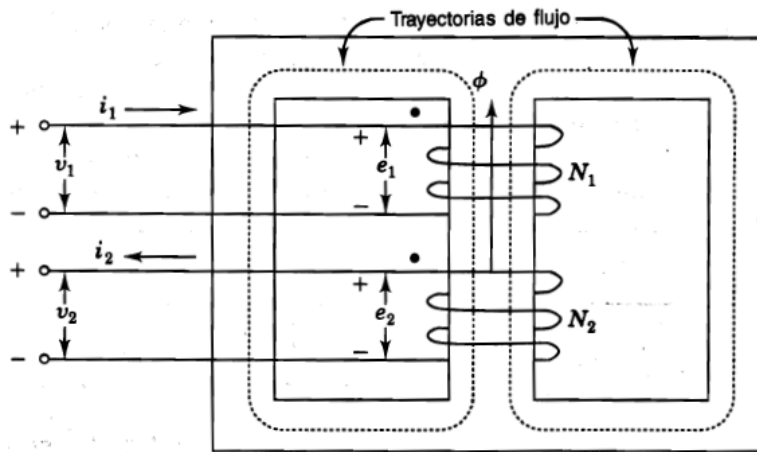 Trayectorias de flujo
ϕ
i₁
+ + 
v₁ e₁ N₁
− −
i₂
+ +
v₂ e₂ N₂
− −